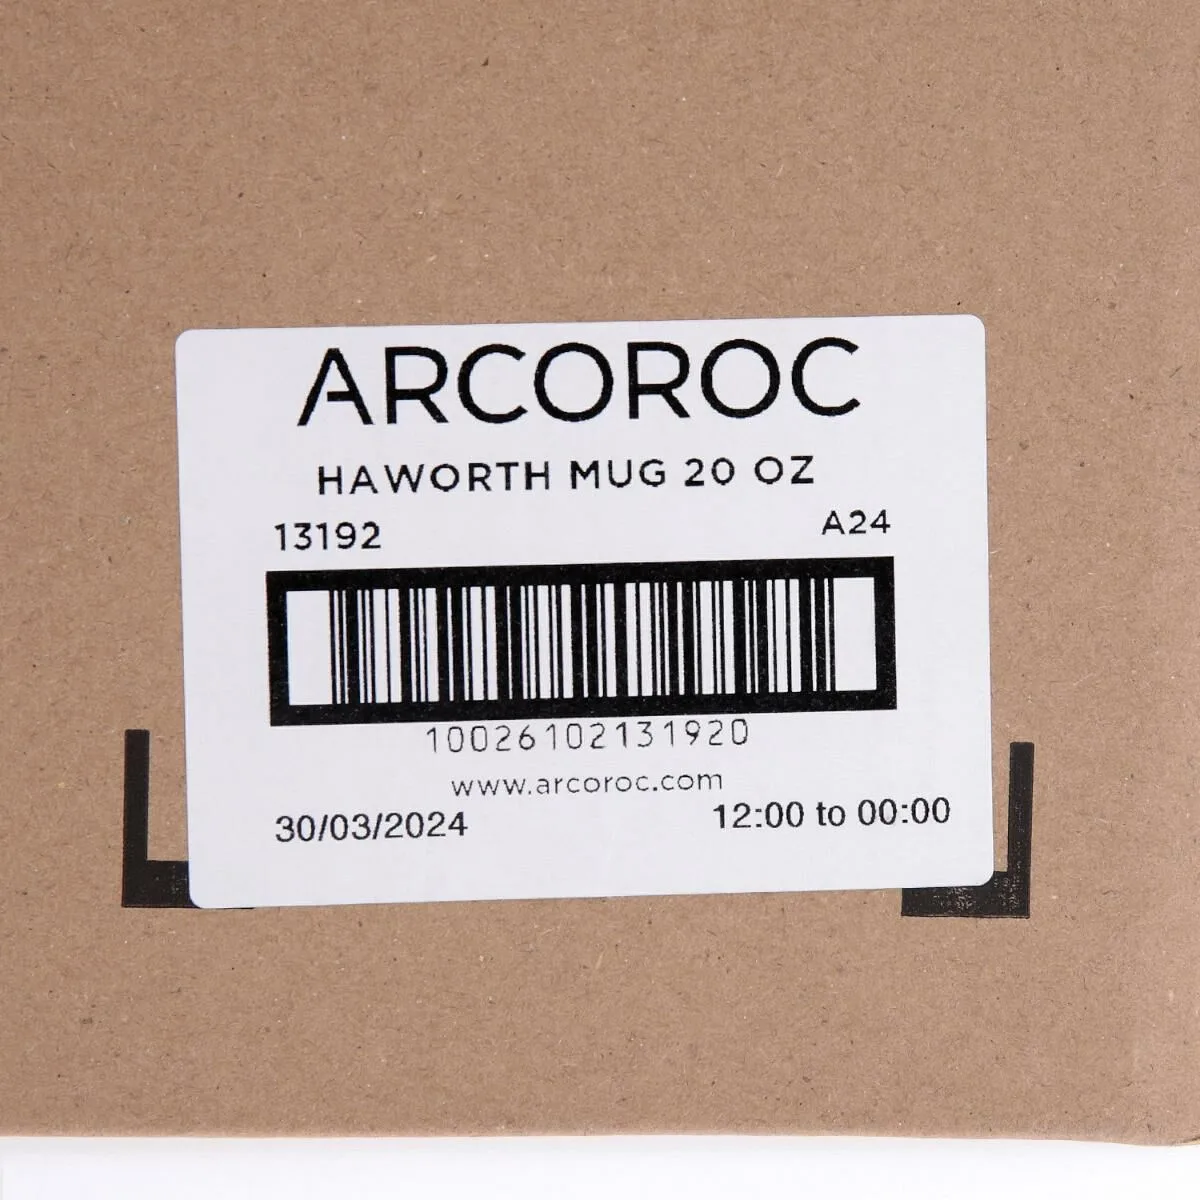 ARCOROC
HAWORTH MUG 20 OZ
13192 A24
10026102131920
www.arcoroc.com
30/03/2024 12:00 to 00:00